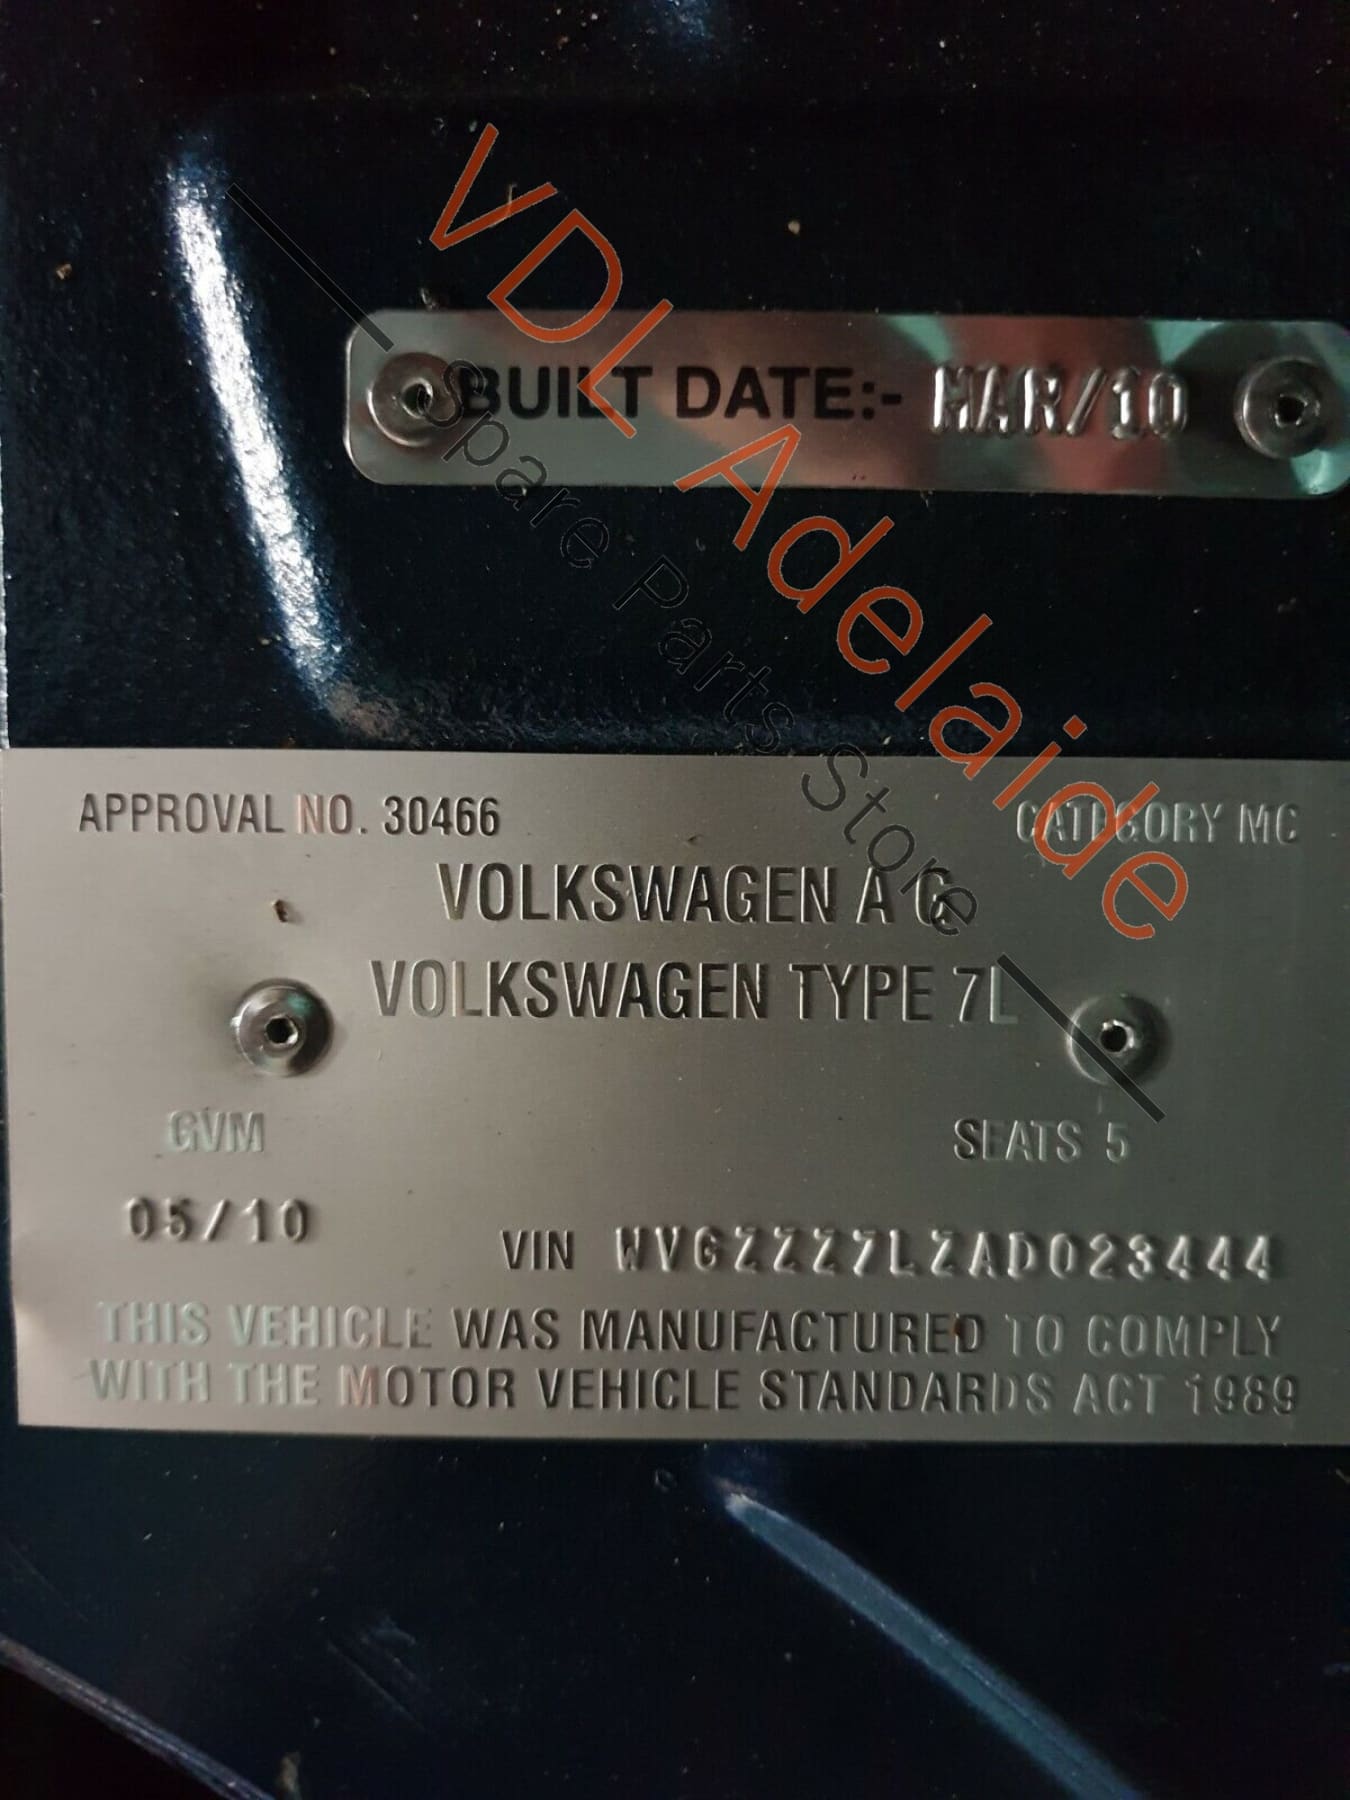 VDL Adelaide
Spare Parts Store
BUILT DATE:- MAR/10
APPROVAL NO. 30466 CATEGORY MC
VOLKSWAGEN A G
VOLKSWAGEN TYPE 7L
GVM SEATS 5
05/10
VIN WVGZZZ7LZAD023444
THIS VEHICLE WAS MANUFACTURED TO COMPLY
WITH THE MOTOR VEHICLE STANDARDS ACT 1989